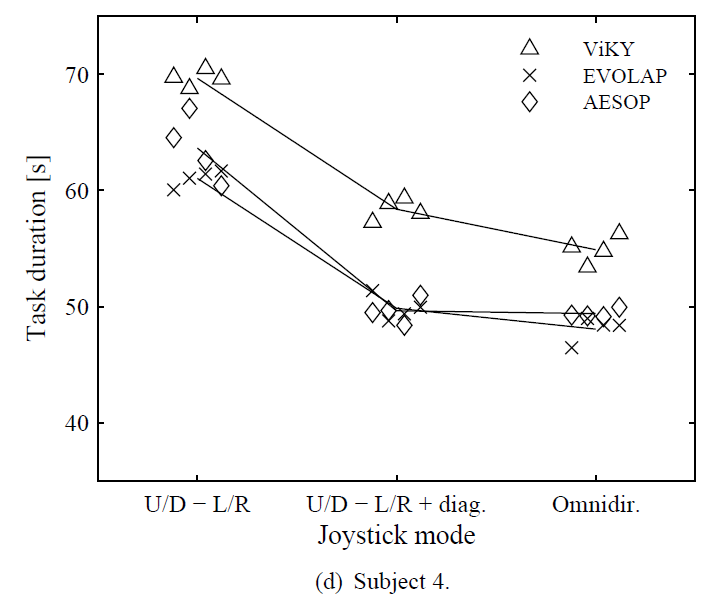 ViKY
EVOLAP
AESOP
70
60
50
40
Task duration [s]
U/D − L/R
U/D − L/R + diag.
Omnidir.
Joystick mode
(d) Subject 4.